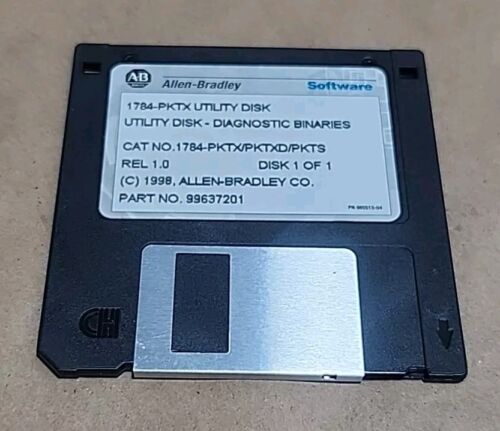 AB Allen-Bradley Software
1784-PKTX UTILITY DISK
UTILITY DISK - DIAGNOSTIC BINARIES
CAT NO.1784-PKTX/PKTXD/PKTS
REL 1.0 DISK 1 OF 1
(C) 1998, ALLEN-BRADLEY CO.
PART NO. 99637201